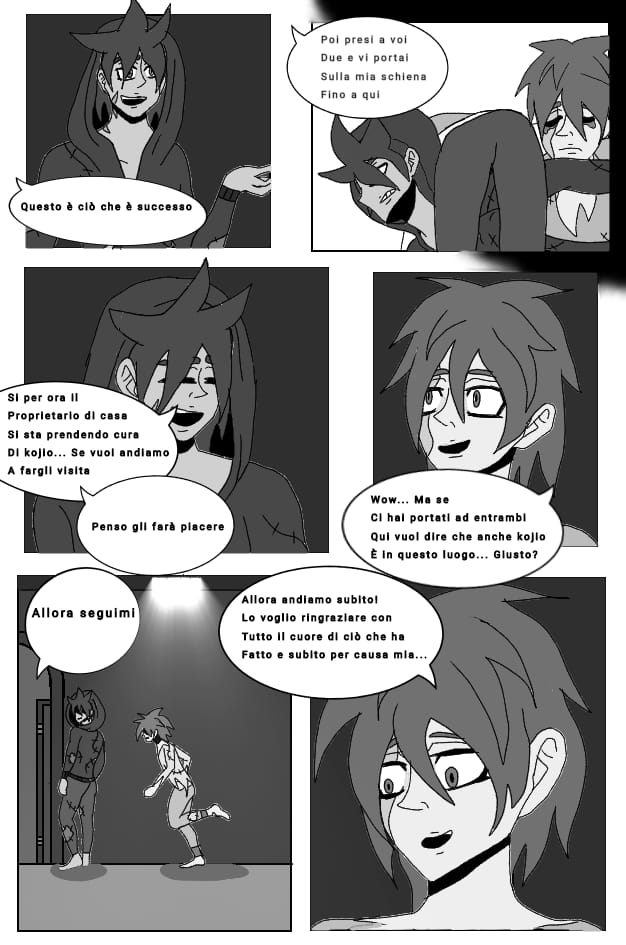 Questo è ciò che è successo
Poi presi a voi
Due e vi portai
Sulla mia schiena
Fino a qui
Si per ora il
Proprietario di casa
Si sta prendendo cura
Di kojio... Se vuoi andiamo
A fargli visita
Penso gli farà piacere
Wow... Ma se
Ci hai portati ad entrambi
Qui vuol dire che anche kojio
È in questo luogo... Giusto?
Allora seguimi
Allora andiamo subito!
Lo voglio ringraziare con
Tutto il cuore di ciò che ha
Fatto e subito per causa mia...